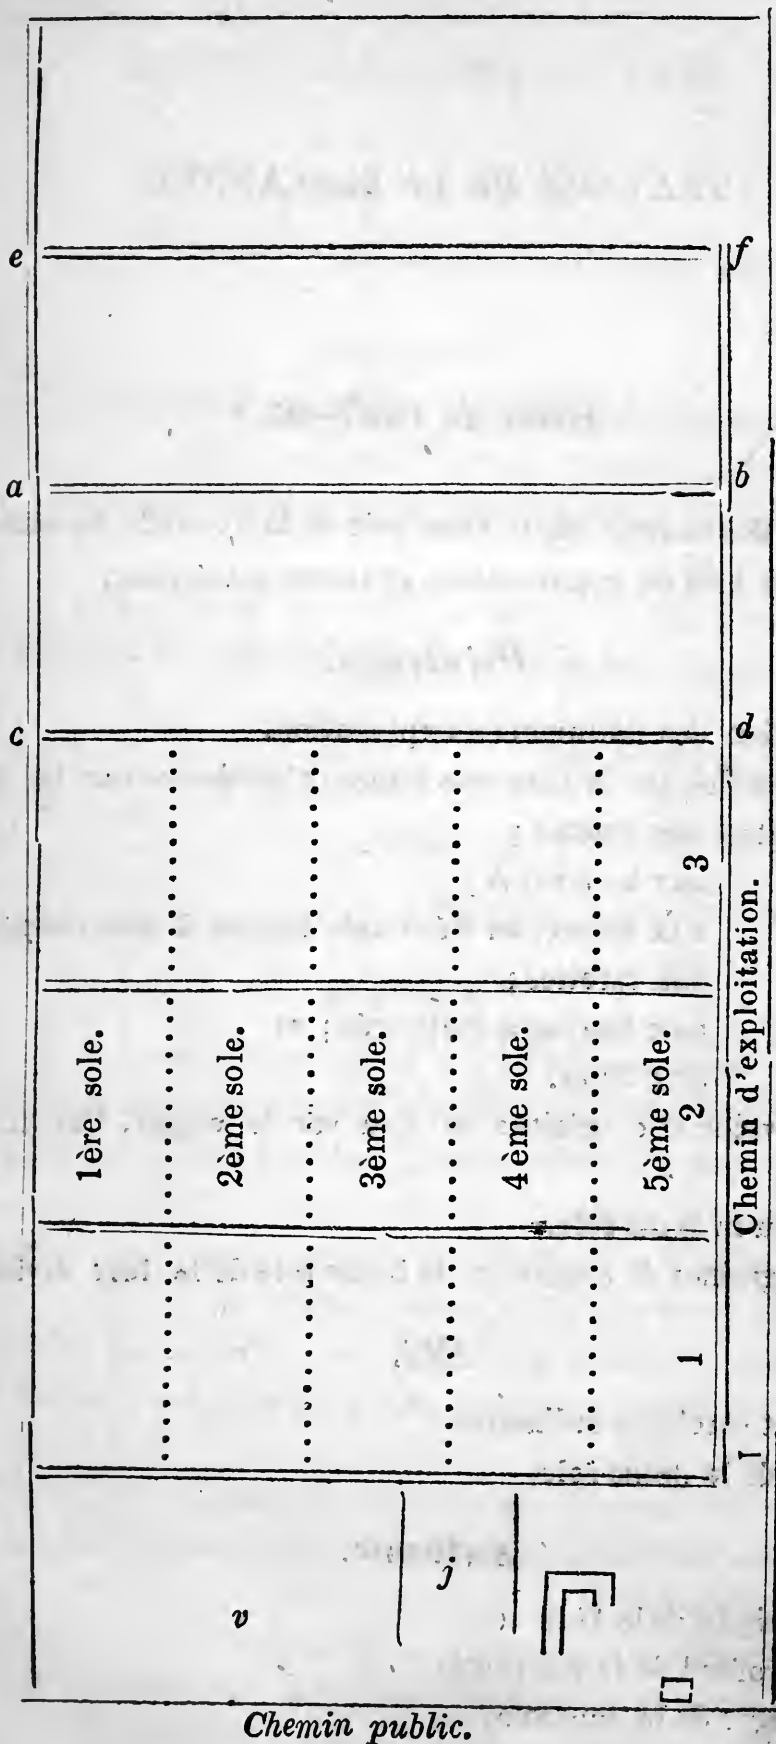 e f
a b
c d
3
1ère sole.
2ème sole.
3ème sole.
4ème sole.
5ème sole.
2
Chemin d'exploitation.
1
j
v
Chemin public.